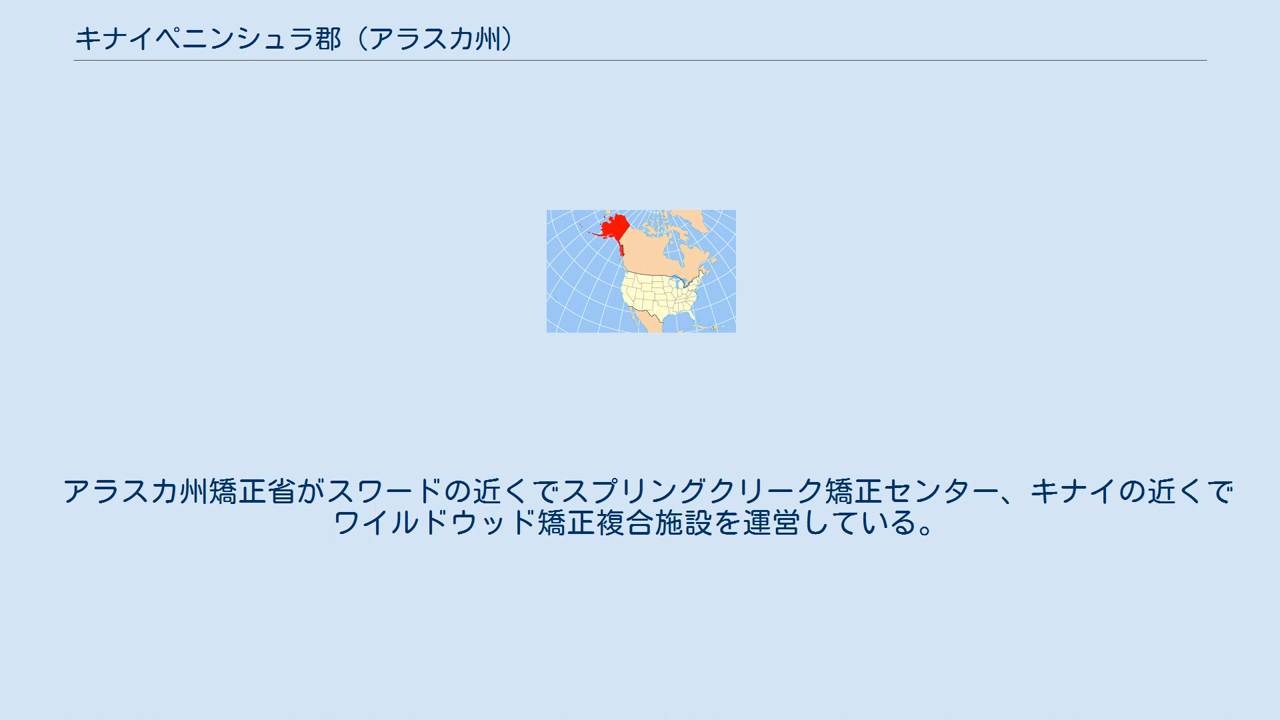 キナイペニンシュラ郡（アラスカ州）
アラスカ州矯正省がスワードの近くでスプリングクリーク矯正センター、キナイの近くで
ワイルドウッド矯正複合施設を運営している。